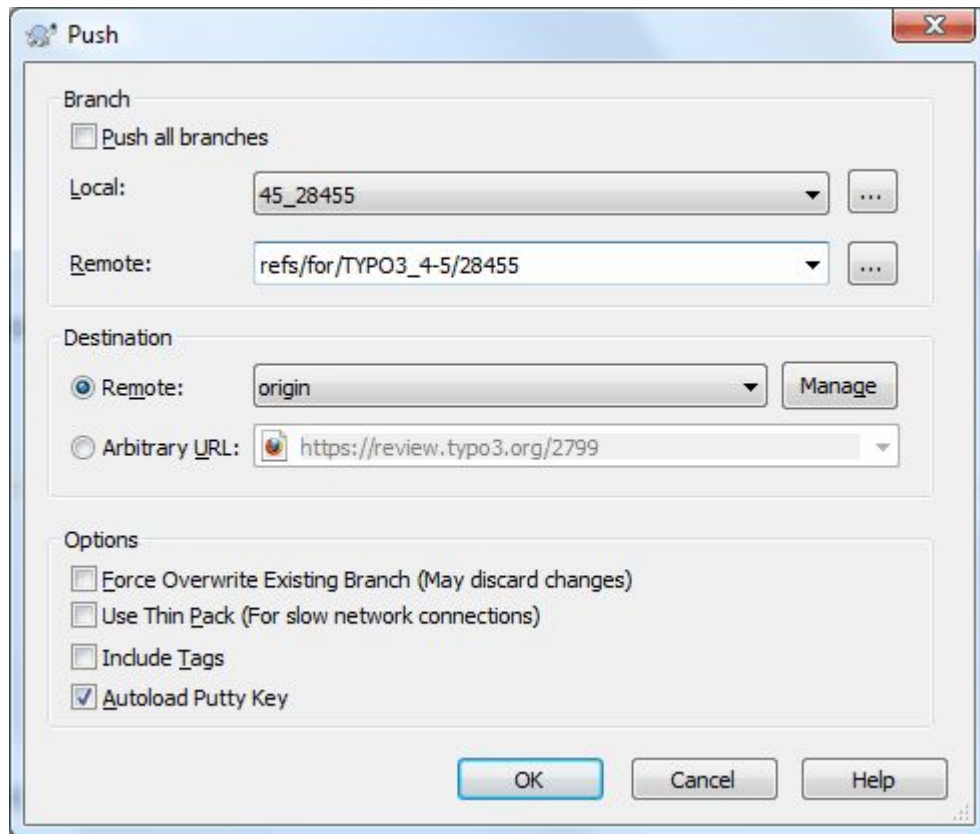 Push
Branch
Push all branches
Local: 45_28455 ...
Remote: refs/for/TYPO3_4-5/28455 ...
Destination
Remote: origin Manage
Arbitrary URL: https://review.typo3.org/2799
Options
Force Overwrite Existing Branch (May discard changes)
Use Thin Pack (For slow network connections)
Include Tags
Autoload Putty Key
OK Cancel Help